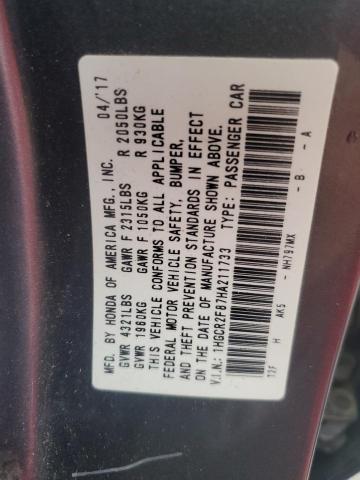 MFD. BY HONDA OF AMERICA MFG., INC. 04/'17
GVWR 4321LBS GAWR F 2315LBS R 2050LBS
GVWR 1960KG GAWR F 1050KG R 930KG
THIS VEHICLE CONFORMS TO ALL APPLICABLE
FEDERAL MOTOR VEHICLE SAFETY, BUMPER,
AND THEFT PREVENTION STANDARDS IN EFFECT
ON THE DATE OF MANUFACTURE SHOWN ABOVE.
V.I.N.: 1HGCR2F87HA211733 TYPE: PASSENGER CAR
T2F H AK5 - NH797MX - B - A